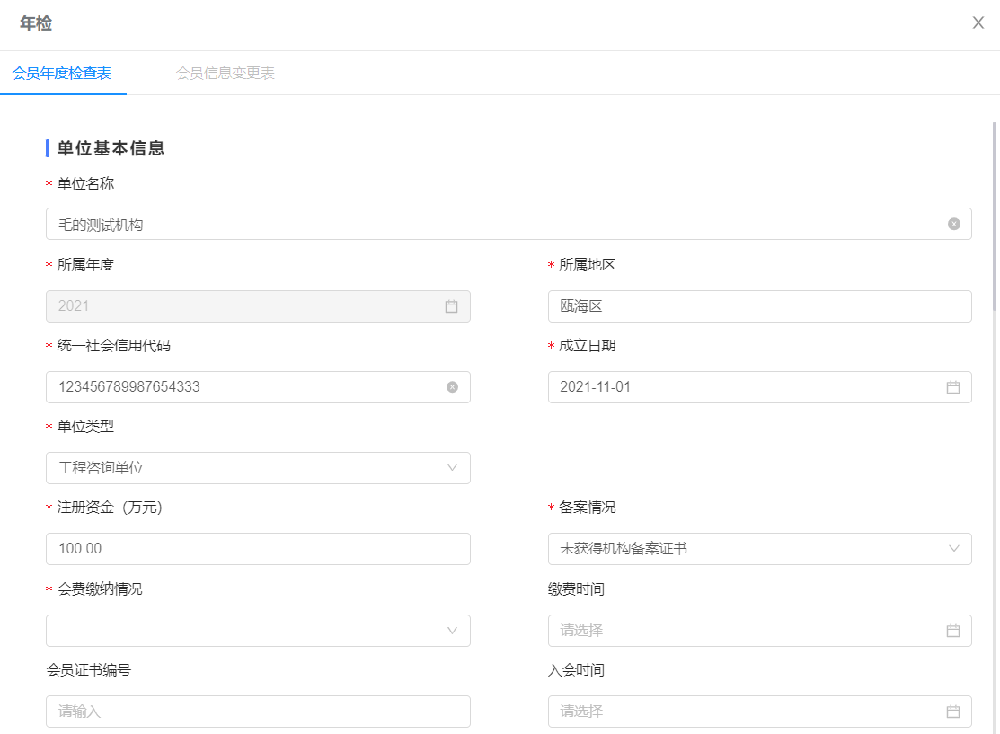 年检
会员年度检查表 会员信息变更表
单位基本信息
* 单位名称
毛的测试机构
* 所属年度 * 所属地区
2021 瓯海区
* 统一社会信用代码 * 成立日期
123456789987654333 2021-11-01
* 单位类型
工程咨询单位
* 注册资金（万元） * 备案情况
100.00 未获得机构备案证书
* 会费缴纳情况 缴费时间
请选择
会员证书编号 入会时间
请输入 请选择